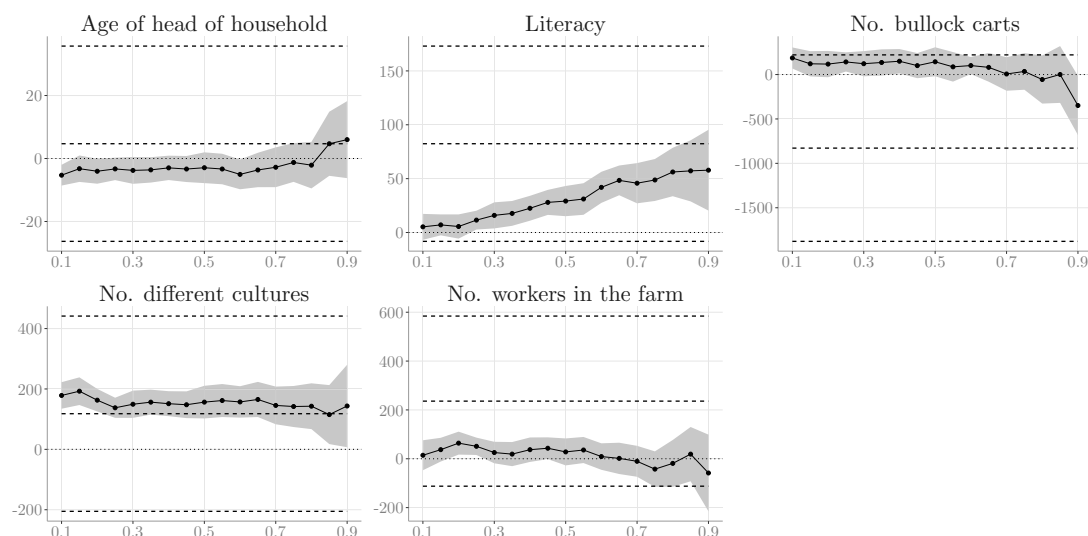 Age of head of household
20
0
-20
0.1 0.3 0.5 0.7 0.9
Literacy
150
100
50
0
0.1 0.3 0.5 0.7 0.9
No. bullock carts
0
-500
-1000
-1500
0.1 0.3 0.5 0.7 0.9
No. different cultures
400
200
0
-200
0.1 0.3 0.5 0.7 0.9
No. workers in the farm
600
400
200
0
-200
0.1 0.3 0.5 0.7 0.9